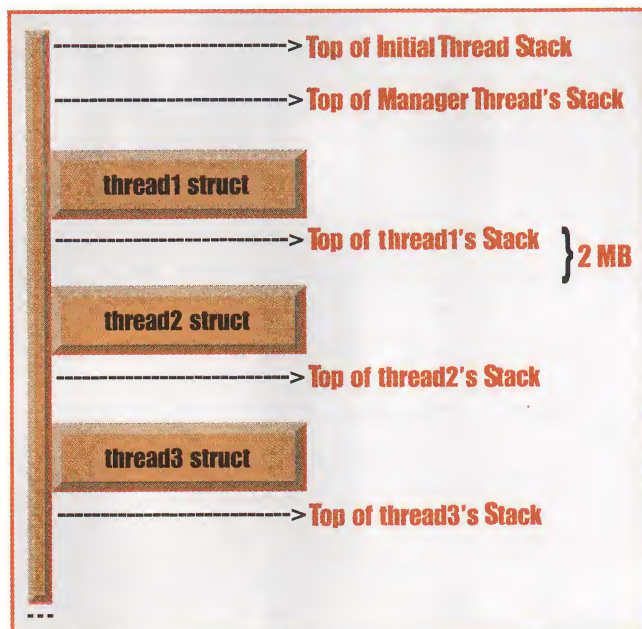 Top of Initial Thread Stack
Top of Manager Thread's Stack
thread1 struct
Top of thread1's Stack
} 2 MB
thread2 struct
Top of thread2's Stack
thread3 struct
Top of thread3's Stack
---